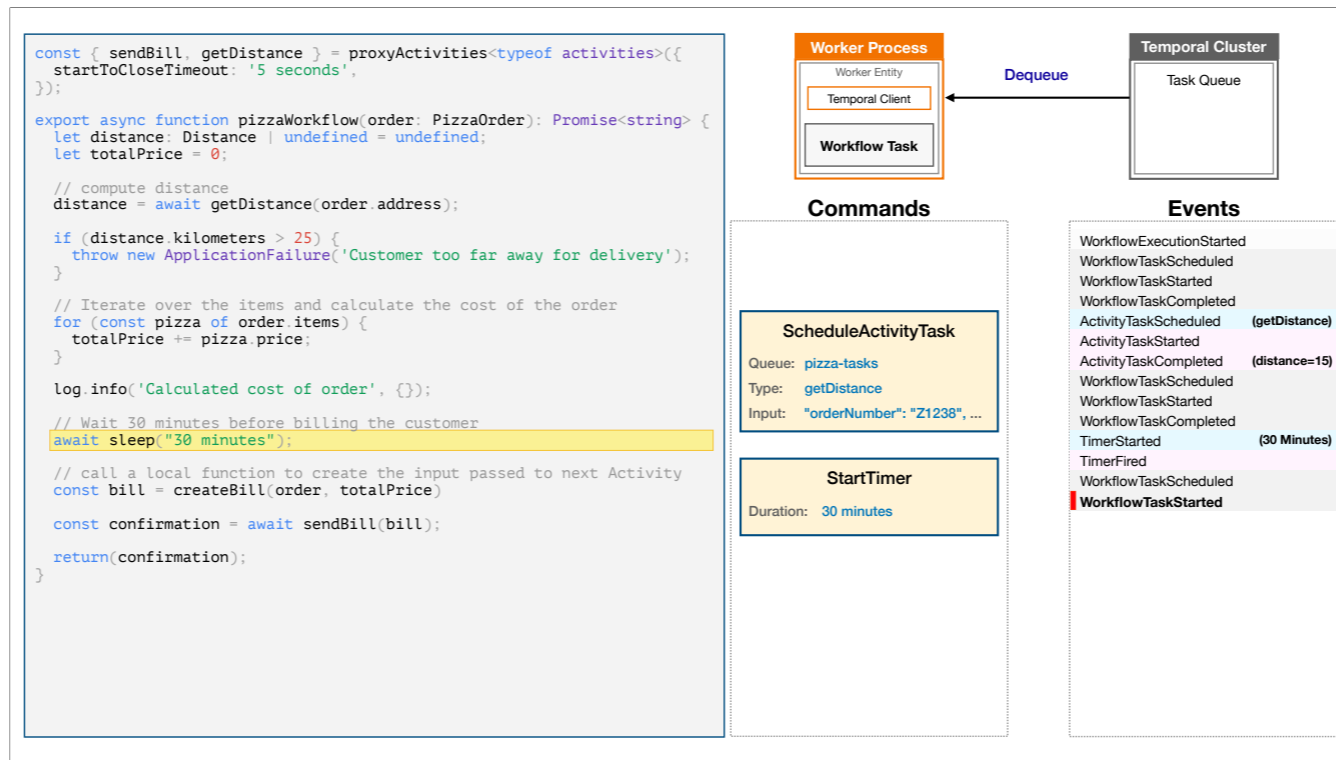 const { sendBill, getDistance } = proxyActivities<typeof activities>({
  startToCloseTimeout: '5 seconds',
});
export async function pizzaWorkflow(order: PizzaOrder): Promise<string> {
  let distance: Distance | undefined = undefined;
  let totalPrice = 0;
  // compute distance
  distance = await getDistance(order.address);
  if (distance.kilometers > 25) {
    throw new ApplicationFailure('Customer too far away for delivery');
  }
  // Iterate over the items and calculate the cost of the order
  for (const pizza of order.items) {
    totalPrice += pizza.price;
  }
  log.info('Calculated cost of order', {});
  // Wait 30 minutes before billing the customer
  await sleep("30 minutes");
  // call a local function to create the input passed to next Activity
  const bill = createBill(order, totalPrice)
  const confirmation = await sendBill(bill);
  return(confirmation);
}
Worker Process
Worker Entity
Temporal Client
Workflow Task
Dequeue
Temporal Cluster
Task Queue
Commands
ScheduleActivityTask
Queue: pizza-tasks
Type: getDistance
Input: "orderNumber": "Z1238", ...
StartTimer
Duration: 30 minutes
Events
WorkflowExecutionStarted
WorkflowTaskScheduled
WorkflowTaskStarted
WorkflowTaskCompleted
ActivityTaskScheduled (getDistance)
ActivityTaskStarted
ActivityTaskCompleted (distance=15)
WorkflowTaskScheduled
WorkflowTaskStarted
WorkflowTaskCompleted
TimerStarted (30 Minutes)
TimerFired
WorkflowTaskScheduled
WorkflowTaskStarted